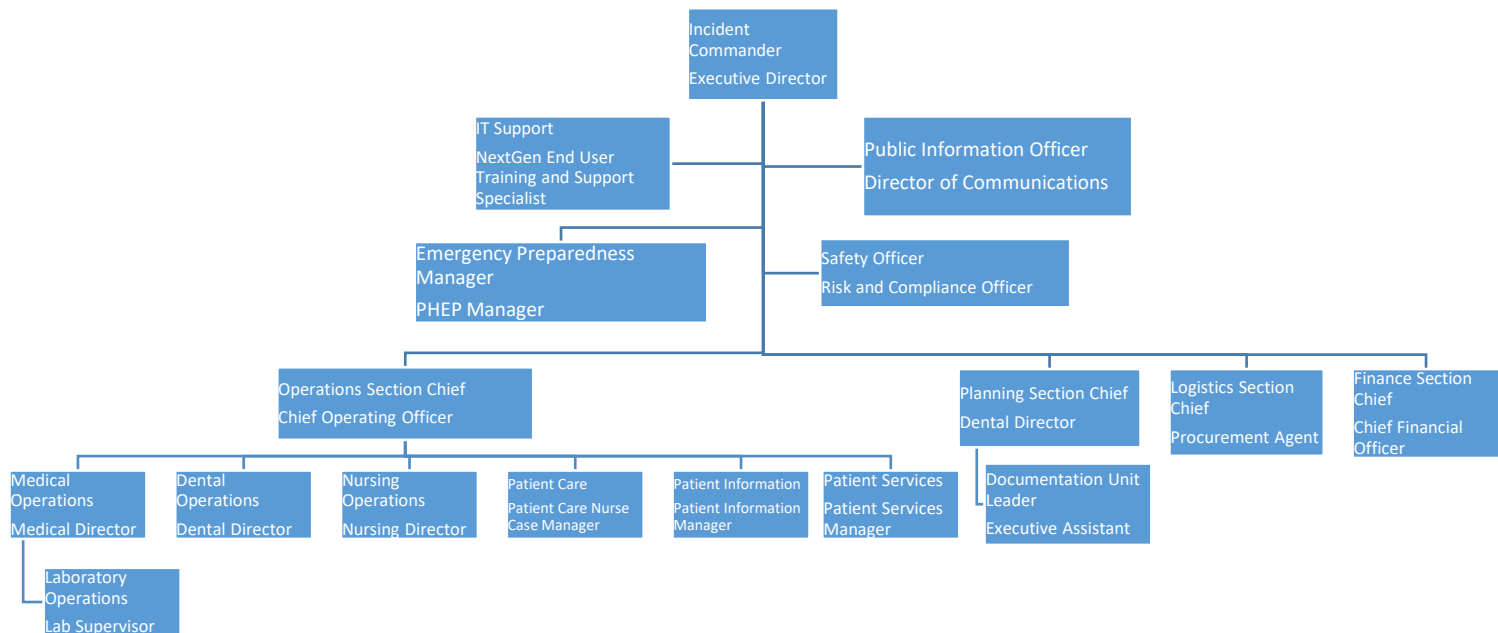 Incident
Commander
Executive Director
IT Support
NextGen End User
Training and Support
Specialist
Public Information Officer
Director of Communications
Emergency Preparedness
Manager
PHEP Manager
Safety Officer
Risk and Compliance Officer
Operations Section Chief
Chief Operating Officer
Planning Section Chief
Dental Director
Logistics Section
Chief
Procurement Agent
Finance Section
Chief
Chief Financial
Officer
Medical
Operations
Medical Director
Dental
Operations
Dental Director
Nursing
Operations
Nursing Director
Patient Care
Patient Care Nurse
Case Manager
Patient Information
Patient Information
Manager
Patient Services
Patient Services
Manager
Documentation Unit
Leader
Executive Assistant
Laboratory
Operations
Lab Supervisor